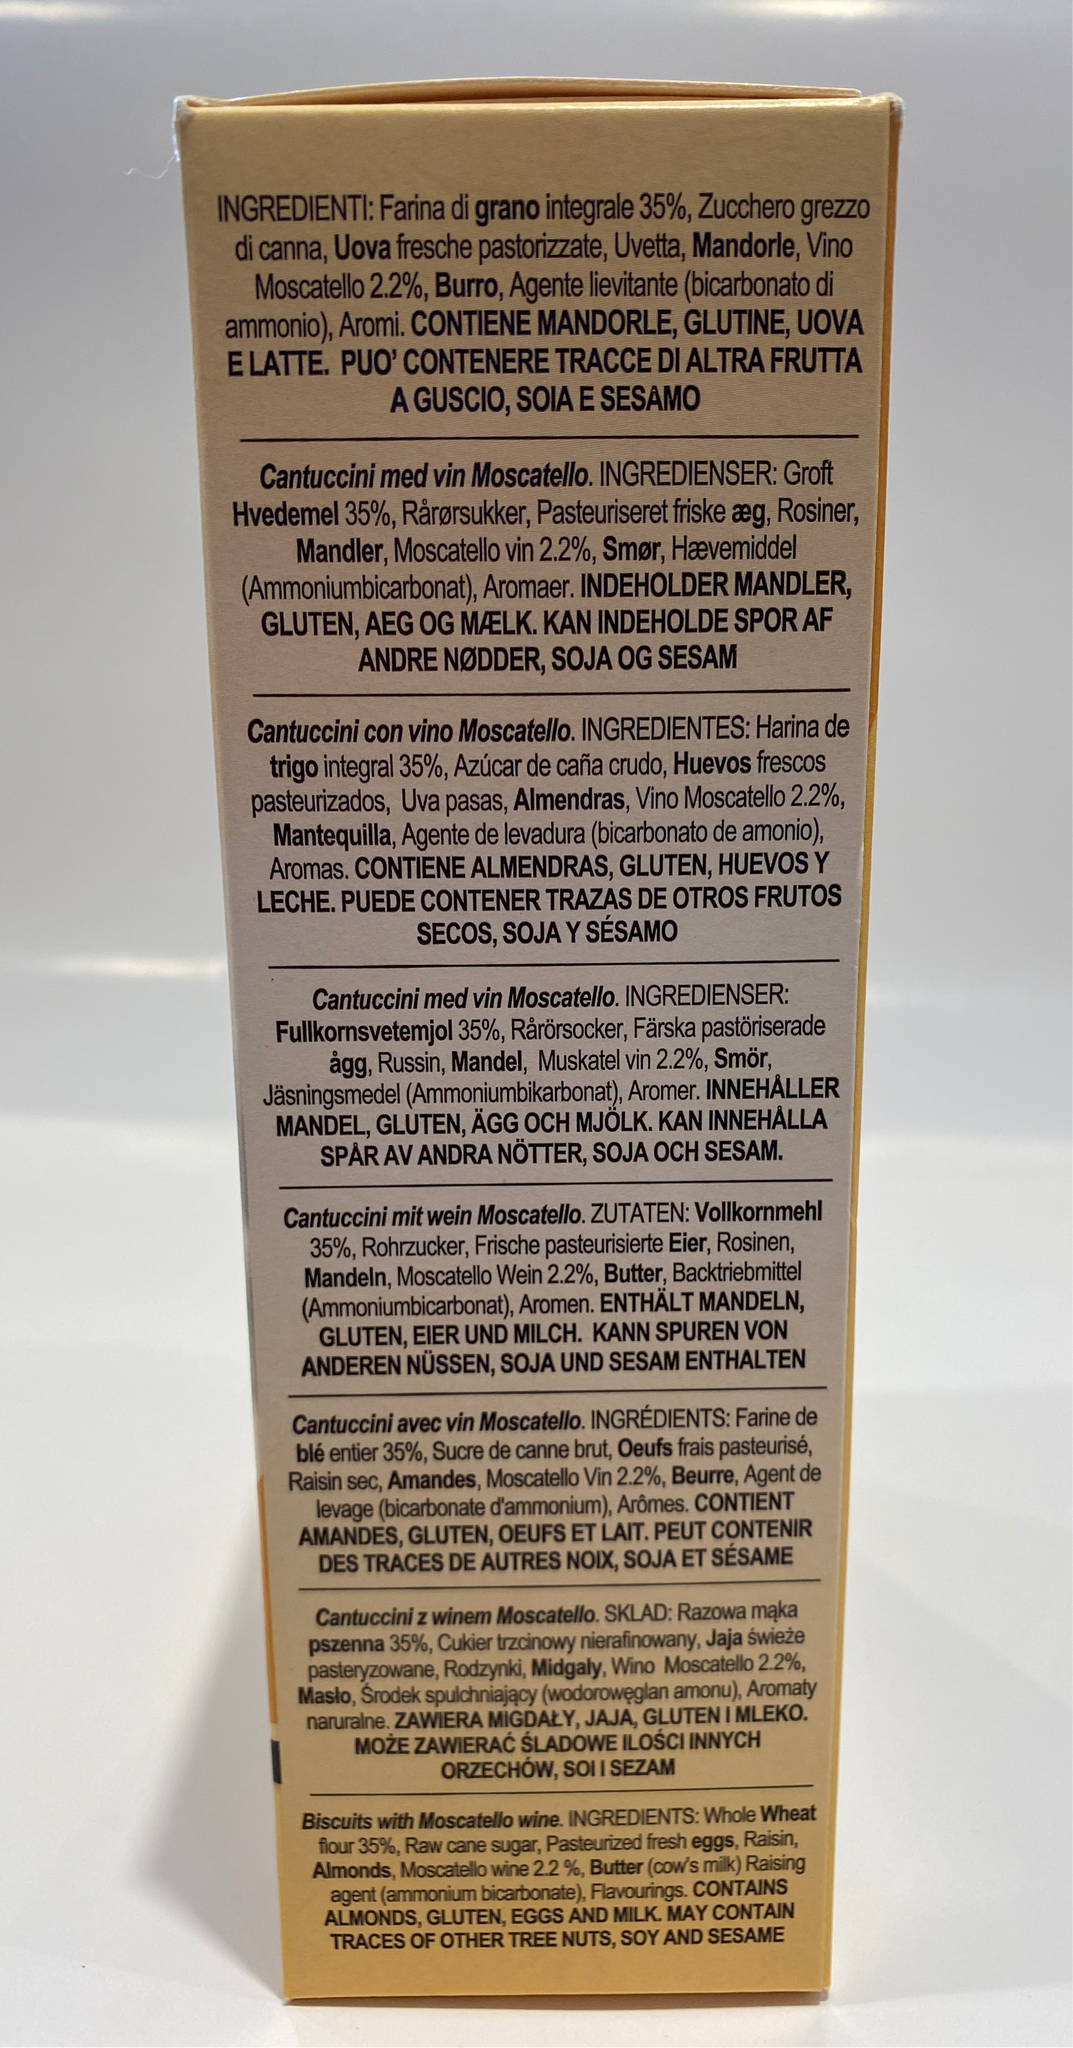 INGREDIENTI: Farina di grano integrale 35%, Zucchero grezzo
di canna, Uova fresche pastorizzate, Uvetta, Mandorle, Vino
Moscatello 2.2%, Burro, Agente lievitante (bicarbonato di
ammonio), Aromi. CONTIENE MANDORLE, GLUTINE, UOVA
E LATTE. PUO' CONTENERE TRACCE DI ALTRA FRUTTA
A GUSCIO, SOIA E SESAMO
Cantuccini med vin Moscatello. INGREDIENSER: Groft
Hvedemel 35%, Rårørsukker, Pasteuriseret friske æg, Rosiner,
Mandler, Moscatello vin 2.2%, Smør, Hævemiddel
(Ammoniumbicarbonat), Aromaer. INDEHOLDER MANDLER,
GLUTEN, AEG OG MÆLK. KAN INDEHOLDE SPOR AF
ANDRE NØDDER, SOJA OG SESAM
Cantuccini con vino Moscatello. INGREDIENTES: Harina de
trigo integral 35%, Azúcar de caña crudo, Huevos frescos
pasteurizados, Uva pasas, Almendras, Vino Moscatello 2.2%,
Mantequilla, Agente de levadura (bicarbonato de amonio),
Aromas. CONTIENE ALMENDRAS, GLUTEN, HUEVOS Y
LECHE. PUEDE CONTENER TRAZAS DE OTROS FRUTOS
SECOS, SOJA Y SÉSAMO
Cantuccini med vin Moscatello. INGREDIENSER:
Fullkornsvetemjol 35%, Rårörsocker, Färska pastöriserade
ågg, Russin, Mandel, Muskatel vin 2.2%, Smör,
Jäsningsmedel (Ammoniumbikarbonat), Aromer. INNEHÅLLER
MANDEL, GLUTEN, ÄGG OCH MJÖLK. KAN INNEHÅLLA
SPÅR AV ANDRA NÖTTER, SOJA OCH SESAM.
Cantuccini mit wein Moscatello. ZUTATEN: Vollkornmehl
35%, Rohrzucker, Frische pasteurisierte Eier, Rosinen,
Mandeln, Moscatello Wein 2.2%, Butter, Backtriebmittel
(Ammoniumbicarbonat), Aromen. ENTHÄLT MANDELN,
GLUTEN, EIER UND MILCH. KANN SPUREN VON
ANDEREN NÜSSEN, SOJA UND SESAM ENTHALTEN
Cantuccini avec vin Moscatello. INGRÉDIENTS: Farine de
blé entier 35%, Sucre de canne brut, Oeufs frais pasteurisé,
Raisin sec, Amandes, Moscatello Vin 2.2%, Beurre, Agent de
levage (bicarbonate d'ammonium), Arômes. CONTIENT
AMANDES, GLUTEN, OEUFS ET LAIT. PEUT CONTENIR
DES TRACES DE AUTRES NOIX, SOJA ET SÉSAME
Cantuccini z winem Moscatello. SKLAD: Razowa mąka
pszenna 35%, Cukier trzcinowy nierafinowany, Jaja świeże
pasteryzowane, Rodzynki, Midgaly, Wino Moscatello 2.2%,
Masło, Środek spulchniający (wodorowęglan amonu), Aromaty
naruralne. ZAWIERA MIGDAŁY, JAJA, GLUTEN I MLEKO.
MOŻE ZAWIERAĆ ŚLADOWE ILOŚCI INNYCH
ORZECHÓW, SOI I SEZAM
Biscuits with Moscatello wine. INGREDIENTS: Whole Wheat
flour 35%, Raw cane sugar, Pasteurized fresh eggs, Raisin,
Almonds, Moscatello wine 2.2 %, Butter (cow's milk) Raising
agent (ammonium bicarbonate), Flavourings. CONTAINS
ALMONDS, GLUTEN, EGGS AND MILK. MAY CONTAIN
TRACES OF OTHER TREE NUTS, SOY AND SESAME